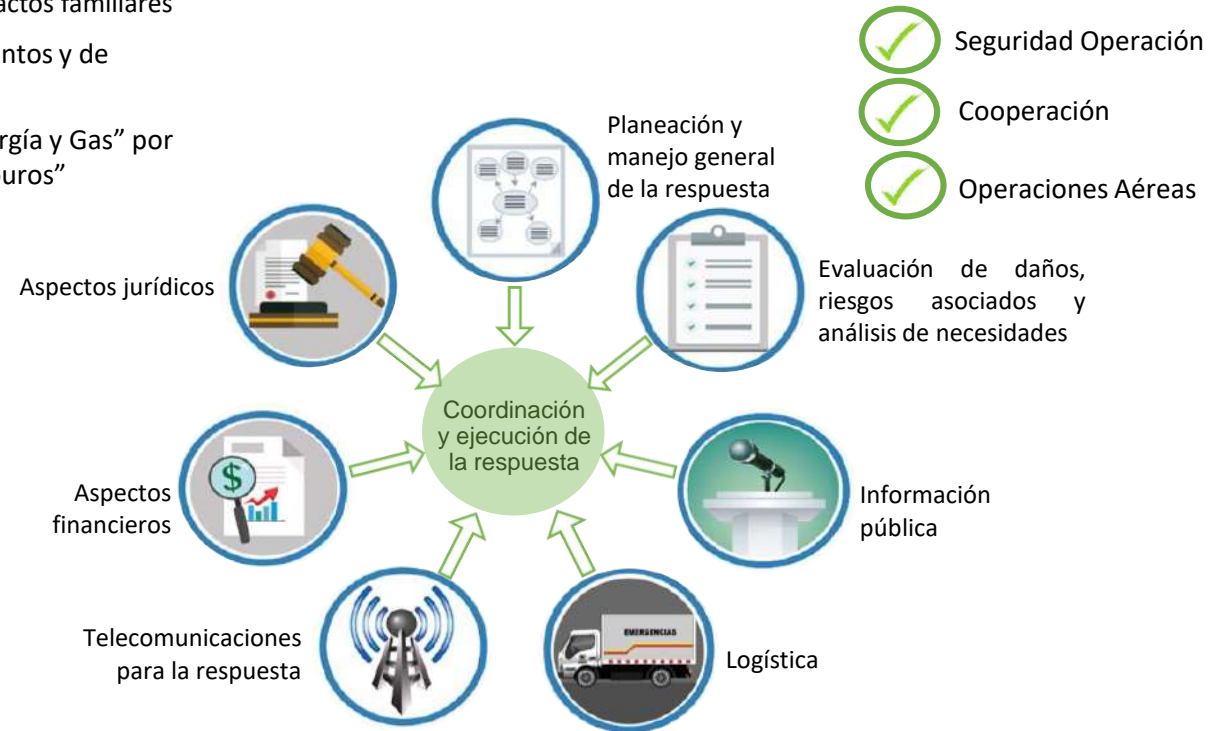 actos familiares
ntos y de
rgía y Gas” por
buros”
Seguridad Operación
Cooperación
Operaciones Aéreas
Planeación y
manejo general
de la respuesta
Aspectos jurídicos
Evaluación de daños,
riesgos asociados y
análisis de necesidades
Coordinación
y ejecución de
la respuesta
Aspectos
financieros
$
Información
pública
Telecomunicaciones
para la respuesta
EMERGENCIAS
Logística